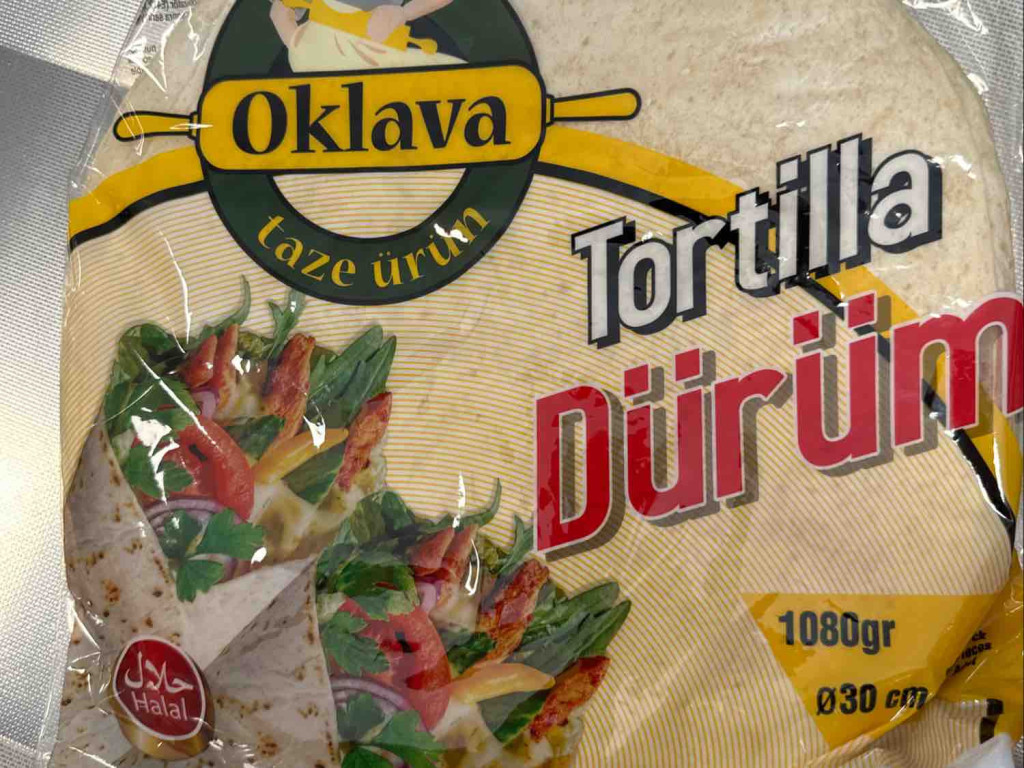 Oklava
taze ürün
Tortilla
Dürüm
1080gr
Ø30 cm
حلال
Halal